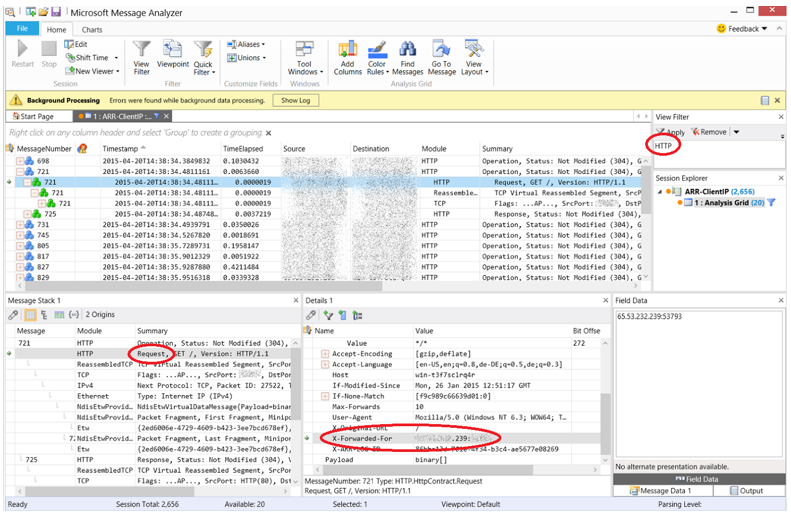 Microsoft Message Analyzer
File Home Charts Feedback
Restart Stop Edit Shift Time New Viewer View Filter Viewpoint Quick Filter Aliases Unions Tool Windows Add Columns Color Rules Find Messages Go To Message View Layout
Session Filter Customize Fields Windows Analysis Grid
Background Processing Errors were found while background data processing. Show Log
Start Page 1 : ARR-ClientIP :...
View Filter
Right click on any column header and select 'Group' to create a grouping.
Apply Remove
HTTP
MessageNumber Timestamp TimeElapsed Source Destination Module Summary
698 2015-04-20T14:38:34.3849832 0.1030432 HTTP Operation, Status: Not Modified (304), G
721 2015-04-20T14:38:34.4811161 0.0063660 HTTP Operation, Status: Not Modified (304), G
721 2015-04-20T14:38:34.48111... 0.0000019 HTTP Request, GET /, Version: HTTP/1.1
721 2015-04-20T14:38:34.48111... 0.0000019 Reassemble... TCP Virtual Reassembled Segment, SrcPo
721 2015-04-20T14:38:34.48111... 0.0000019 TCP Flags: ...AP..., SrcPort: , DstP
725 2015-04-20T14:38:34.48748... 0.0037219 HTTP Response, Status: Not Modified (304), G
731 2015-04-20T14:38:34.4939791 0.0350026 HTTP Operation, Status: Not Modified (304), G
745 2015-04-20T14:38:34.5267820 0.0018691 HTTP Operation, Status: Not Modified (304), G
805 2015-04-20T14:38:35.7289731 0.1958147 HTTP Operation, Status: Not Modified (304), G
817 2015-04-20T14:38:35.9012329 0.0051922 HTTP Operation, Status: Not Modified (304), G
827 2015-04-20T14:38:35.9287880 0.4211484 HTTP Operation, Status: Not Modified (304), G
829 2015-04-20T14:38:35.9516318 0.0339328 HTTP Operation, Status: Not Modified (304), G
Session Explorer
ARR-ClientIP (2,656)
1 : Analysis Grid (20)
Message Stack 1
2 Origins
Message Module Summary
721 HTTP Operation, Status: Not Modified (304),
HTTP Request, GET /, Version: HTTP/1.1
ReassembledTCP TCP Virtual Reassembled Segment, SrcPor
TCP Flags: ...AP..., SrcPort: , DstP
IPv4 Next Protocol: TCP, Packet ID: 27522, T
Ethernet Type: Internet IP (IPv4)
NdisEtwProvid... NdisEtwVirtualDataMessage{Payload=binar
NdisEtwProvid... Packet Fragment, First Fragment, Minipor
Etw {2ed6006e-4729-4609-b423-3ee7bcd678ef},
NdisEtwProvid... Packet Fragment, Last Fragment, Minipor
Etw {2ed6006e-4729-4609-b423-3ee7bcd678ef},
725 HTTP Response, Status: Not Modified (304), G
ReassembledTCP TCP Virtual Reassembled Segment, SrcPor
TCP Flags: ...AP..., SrcPort: HTTP(80), DstPort
Details 1
Name Value Bit Offse
Value */* 272
Accept-Encoding [gzip,deflate]
Accept-Language [en-US,en;q=0.8,de-DE;q=0.5,de;q=0.3]
Host win-t3f7sclrq4r
If-Modified-Since Mon, 26 Jan 2015 12:51:17 GMT
If-None-Match [f9c989c66639d01:0]
Max-Forwards 10
User-Agent Mozilla/5.0 (Windows NT 6.3; WOW64; T...
X-Original-URL /
X-Forwarded-For .239:
Payload binary[]
MessageNumber: 721 Type: HTTP.HttpContract.Request
Request, GET /, Version: HTTP/1.1
Field Data
65.53.232.239:53793
No alternate presentation available.
Field Data
Message Data 1 Output
Ready Session Total: 2,656 Available: 20 Selected: 1 Viewpoint: Default Parsing Level: